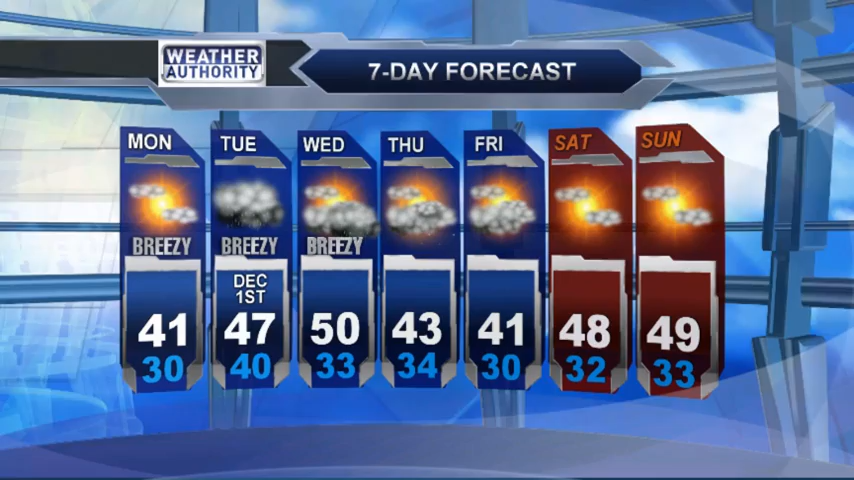 WEATHER
AUTHORITY
7-DAY FORECAST
MON
BREEZY
41
30
TUE
BREEZY
DEC
1ST
47
40
WED
BREEZY
50
33
THU
43
34
FRI
41
30
SAT
48
32
SUN
49
33